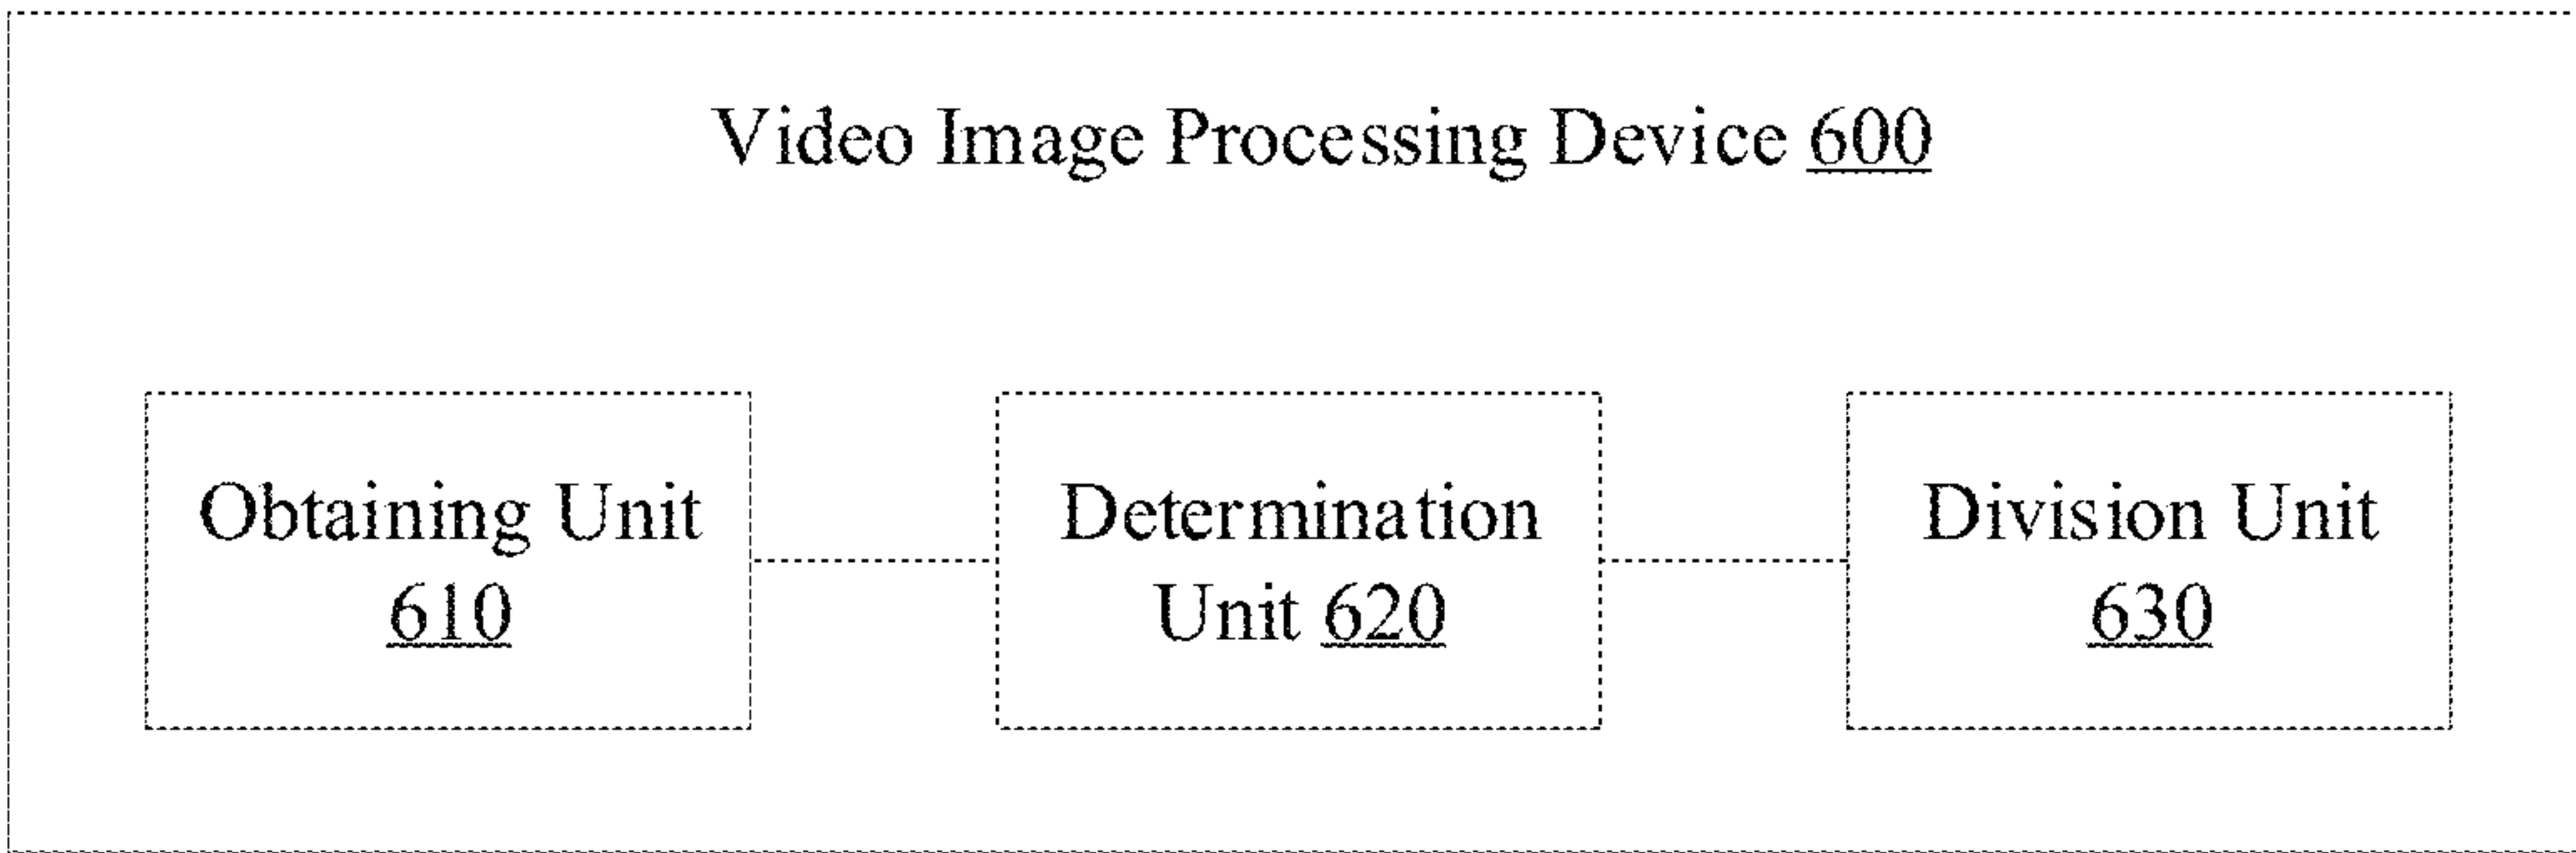 Video Image Processing Device 600
Obtaining Unit
610
Determination
Unit 620
Division Unit
630